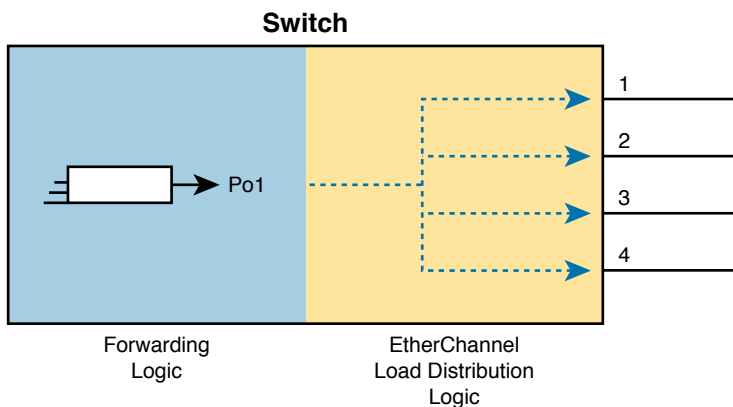 Switch
1
2
Po1
3
4
Forwarding
Logic
EtherChannel
Load Distribution
Logic